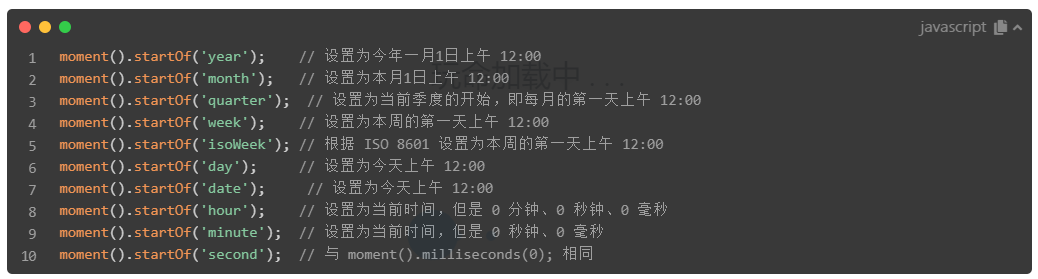 javascript
1 moment().startOf('year');    // 设置为今年一月1日上午 12:00
2 moment().startOf('month');   // 设置为本月1日上午 12:00
3 moment().startOf('quarter');  // 设置为当前季度的开始，即每月的第一天上午 12:00
4 moment().startOf('week');    // 设置为本周的第一天上午 12:00
5 moment().startOf('isoWeek'); // 根据 ISO 8601 设置为本周的第一天上午 12:00
6 moment().startOf('day');     // 设置为今天上午 12:00
7 moment().startOf('date');     // 设置为今天上午 12:00
8 moment().startOf('hour');    // 设置为当前时间，但是 0 分钟、0 秒钟、0 毫秒
9 moment().startOf('minute');  // 设置为当前时间，但是 0 秒钟、0 毫秒
10 moment().startOf('second');  // 与 moment().milliseconds(0); 相同
加载中 ...